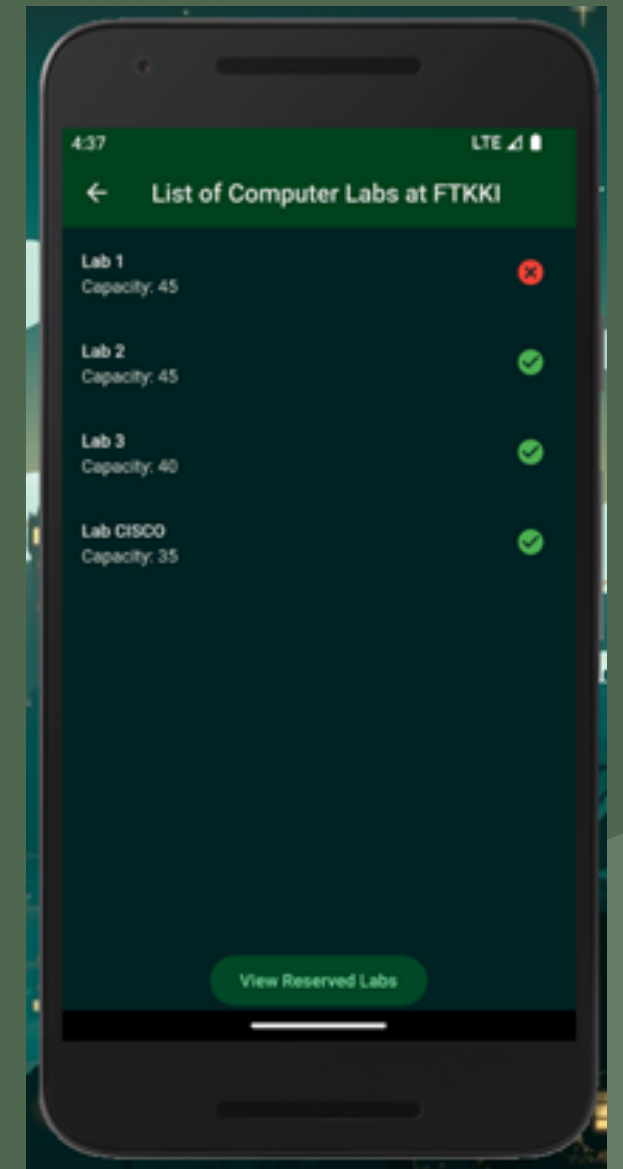 4:37 LTE
List of Computer Labs at FTKKI
Lab 1
Capacity: 45
Lab 2
Capacity: 45
Lab 3
Capacity: 40
Lab CISCO
Capacity: 35
View Reserved Labs